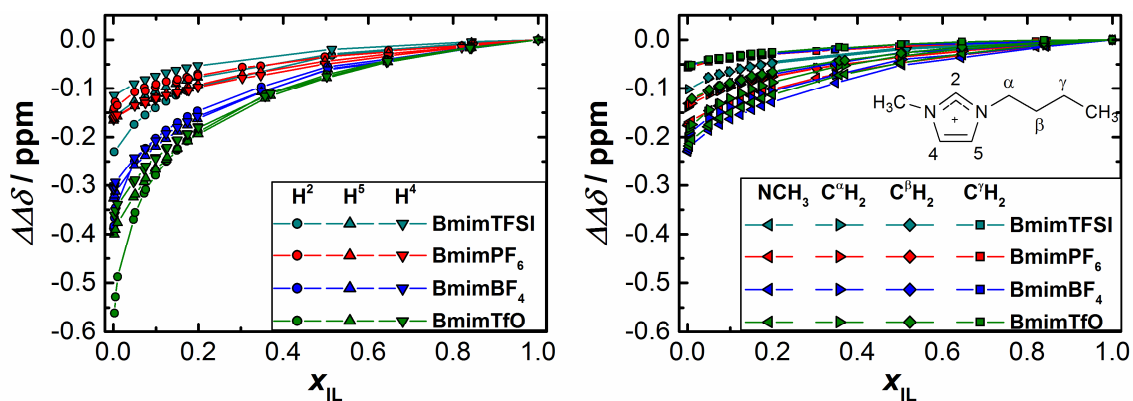 0.0
-0.1
-0.2
-0.3
-0.4
-0.5
-0.6
ΔΔδ / ppm
H² H⁵ H⁴
BmimTFSI
BmimPF₆
BmimBF₄
BmimTfO
0.0 0.2 0.4 0.6 0.8 1.0
x_IL
0.0
-0.1
-0.2
-0.3
-0.4
-0.5
-0.6
ΔΔδ / ppm
2 α γ
H₃C N N CH₃
+ β
4 5
NCH₃ CᵅH₂ CᵝH₂ CᵞH₂
BmimTFSI
BmimPF₆
BmimBF₄
BmimTfO
0.0 0.2 0.4 0.6 0.8 1.0
x_IL